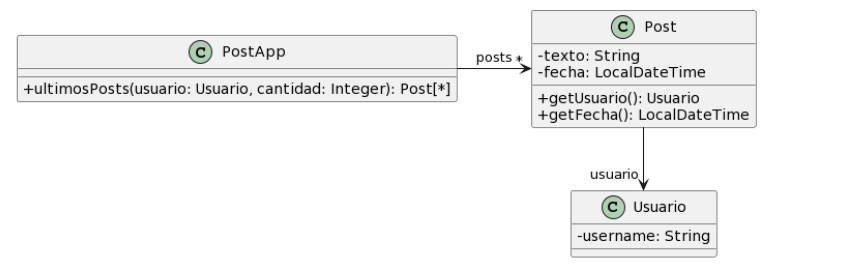 C PostApp
+ultimosPosts(usuario: Usuario, cantidad: Integer): Post[*]
posts *
C Post
-texto: String
-fecha: LocalDateTime
+getUsuario(): Usuario
+getFecha(): LocalDateTime
usuario
C Usuario
-username: String